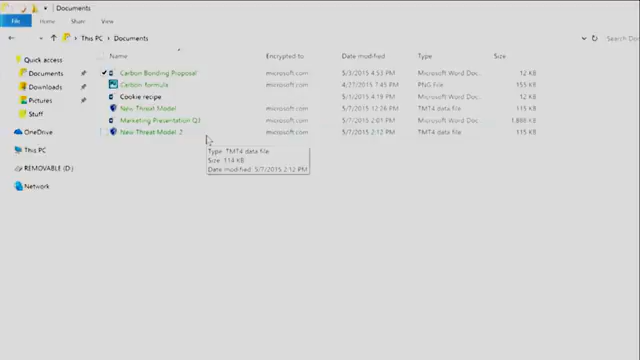 Documents
File Home Share View
This PC Documents Search Doc
Name Encrypted to Date modified Type Size
Quick access
Documents
Downloads
Pictures
Stuff
OneDrive
This PC
REMOVABLE (D:)
Network
Carbon Bonding Proposal microsoft.com 5/3/2015 4:53 PM Microsoft Word Doc... 12 KB
Carbon formula microsoft.com 4/27/2015 7:45 PM PNG File 155 KB
Cookie recipe microsoft.com 5/1/2015 4:19 PM Microsoft Word Doc... 12 KB
New Threat Model microsoft.com 5/7/2015 12:26 PM TMT4 data file 115 KB
Marketing Presentation Q3 microsoft.com 5/7/2015 2:01 PM Microsoft Word Doc... KB
New Threat Model 2 microsoft.com 5/7/2015 2:12 PM TMT4 data file 115 KB
Type: TMT4 data file
Size: 114 KB
Date modified: 5/7/2015 2:12 PM